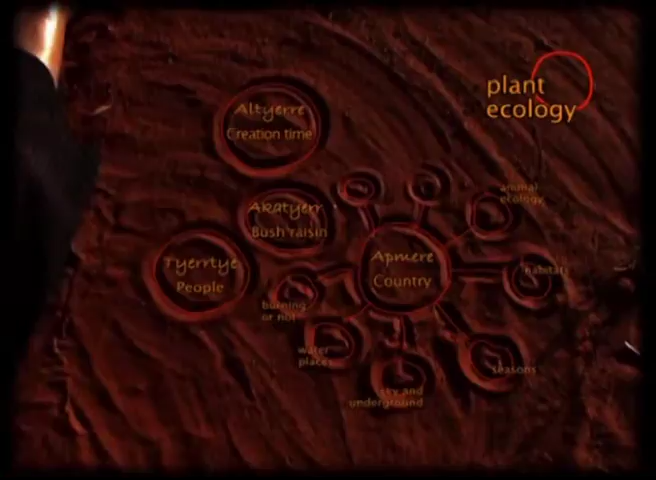 plant
ecology
Altyerre
Creation time
Akatyerr
Bush raisin
Tyerrtye
People
Apmere
Country
animal
ecology
habitats
seasons
sky and
underground
water
places
burning
or not